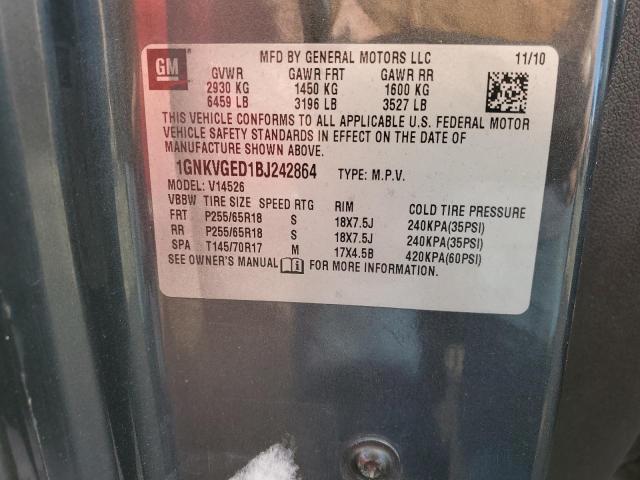 GM
MFD BY GENERAL MOTORS LLC 11/10
GVWR GAWR FRT GAWR RR
2930 KG 1450 KG 1600 KG
6459 LB 3196 LB 3527 LB
THIS VEHICLE CONFORMS TO ALL APPLICABLE U.S. FEDERAL MOTOR
VEHICLE SAFETY STANDARDS IN EFFECT ON THE DATE OF
MANUFACTURE SHOWN ABOVE.
1GNKVGED1BJ242864 TYPE: M.P.V.
MODEL: V14526
VBBW TIRE SIZE SPEED RTG RIM COLD TIRE PRESSURE
FRT P255/65R18 S 18X7.5J 240KPA(35PSI)
RR P255/65R18 S 18X7.5J 240KPA(35PSI)
SPA T145/70R17 M 17X4.5B 420KPA(60PSI)
SEE OWNER'S MANUAL FOR MORE INFORMATION.